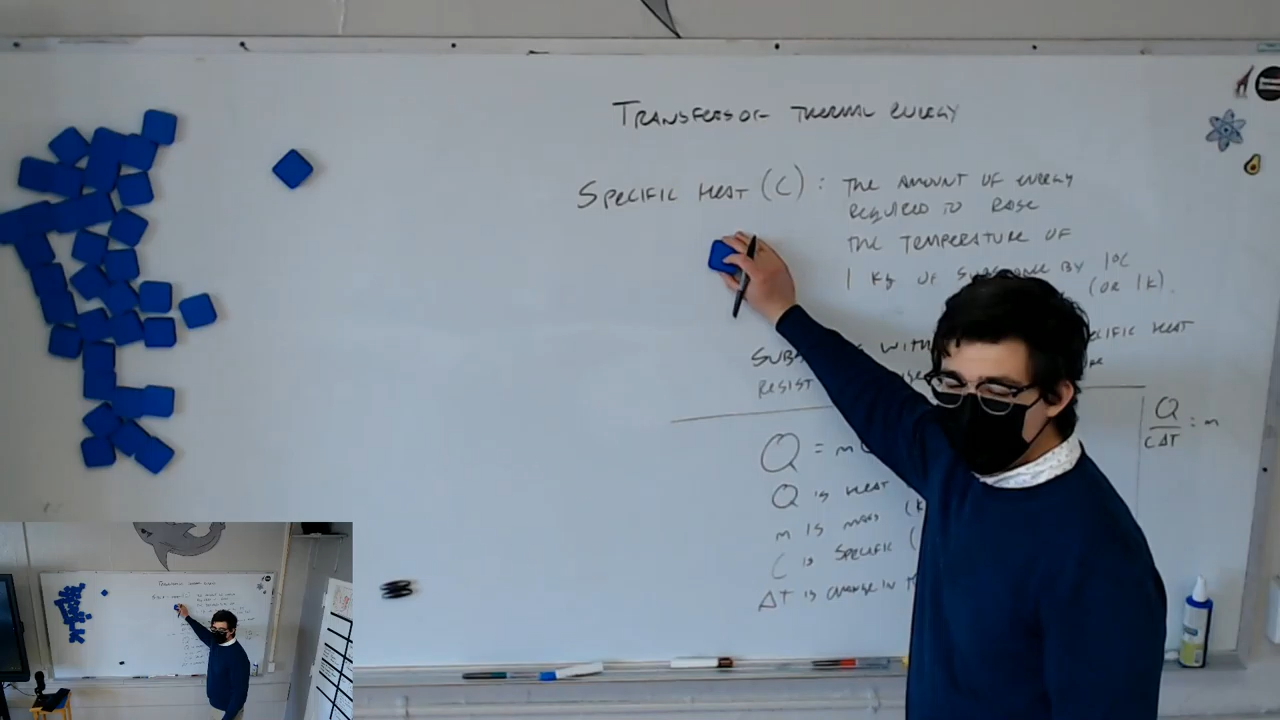 TRANSFERS OF THERMAL ENERGY
SPECIFIC HEAT (C): THE AMOUNT OF ENERGY
REQUIRED TO RAISE
THE TEMPERATURE OF
1 Kg OF SUBSTANCE BY 1°C
(OR 1K).
HEAT
RESIST
Q = m
Q IS HEAT
m IS MASS
C IS SPECIFIC
ΔT IS CHANGE IN
Q
CΔT : m